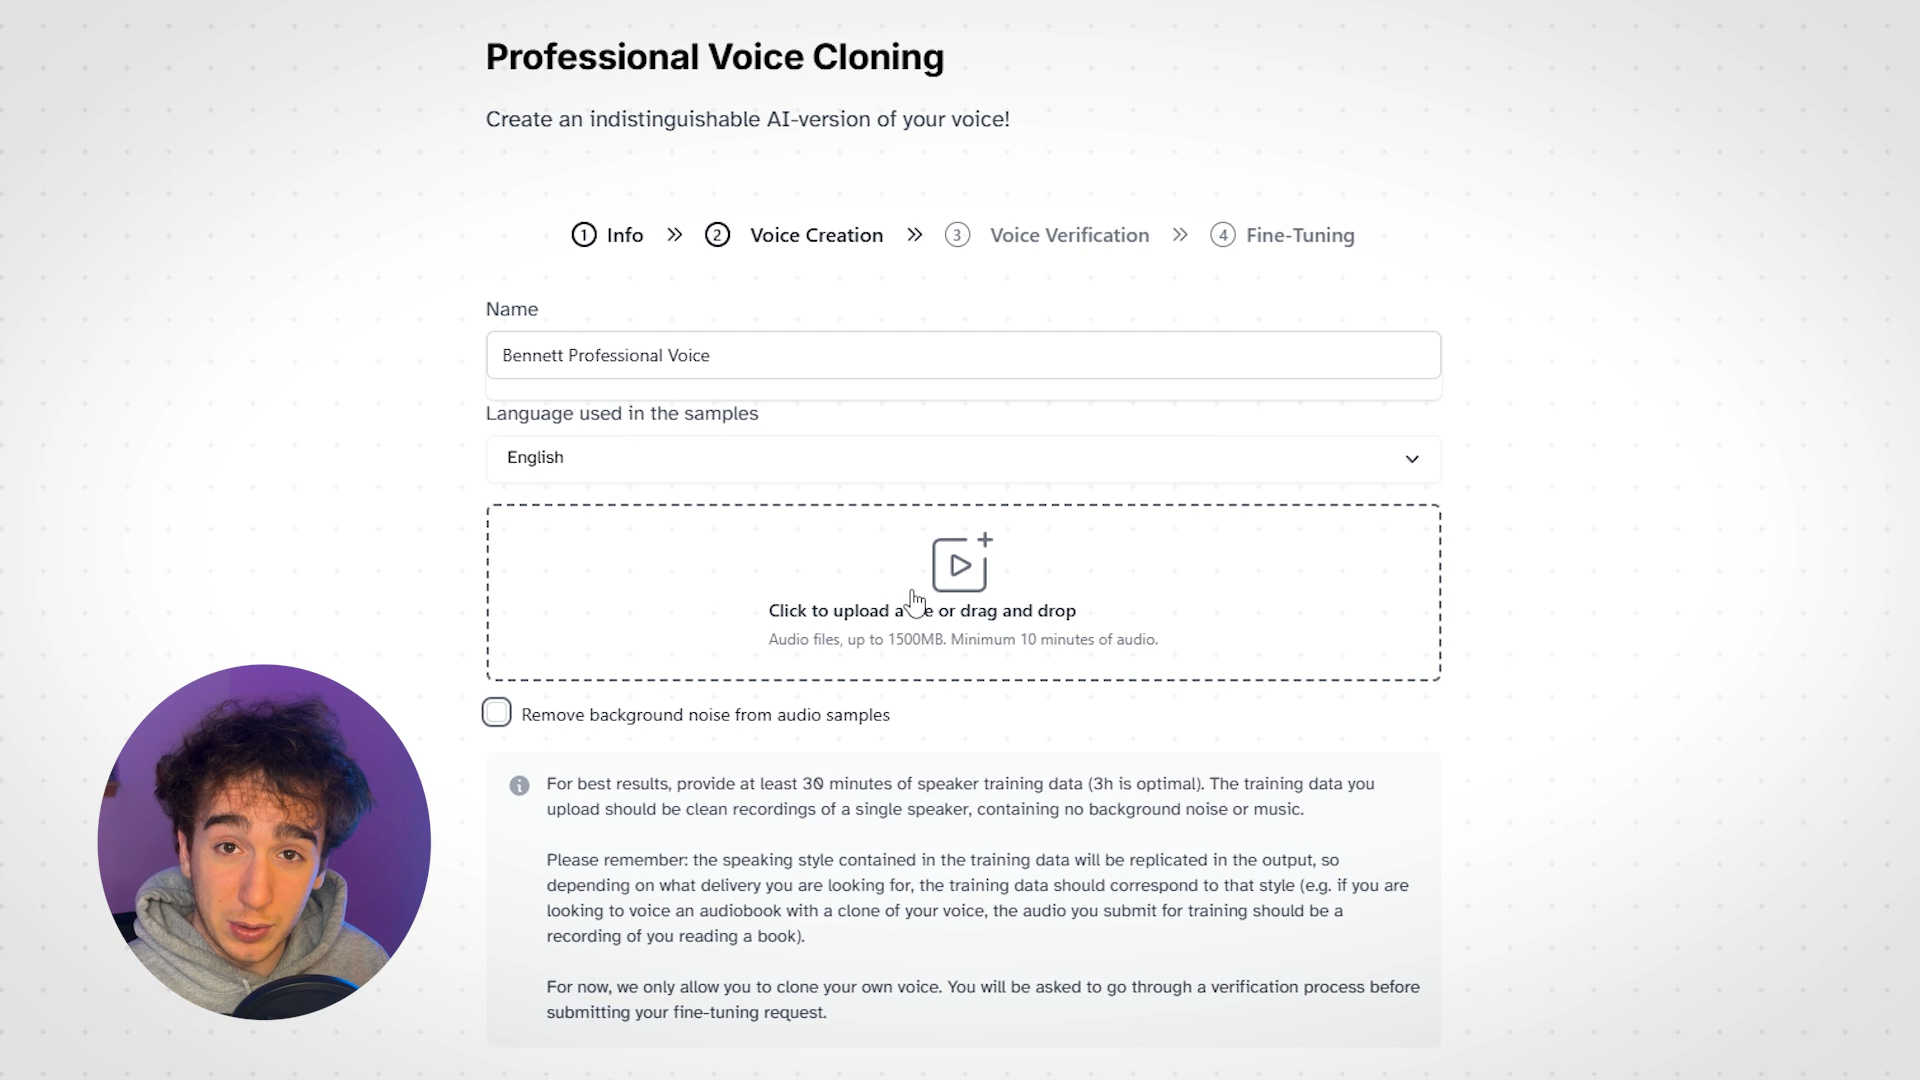 Professional Voice Cloning
Create an indistinguishable AI-version of your voice!
1 Info » 2 Voice Creation » 3 Voice Verification » 4 Fine-Tuning
Name
Bennett Professional Voice
Language used in the samples
English
Click to upload a or drag and drop
Audio files, up to 1500MB. Minimum 10 minutes of audio.
Remove background noise from audio samples
For best results, provide at least 30 minutes of speaker training data (3h is optimal). The training data you
upload should be clean recordings of a single speaker, containing no background noise or music.
Please remember: the speaking style contained in the training data will be replicated in the output, so
depending on what delivery you are looking for, the training data should correspond to that style (e.g. if you are
looking to voice an audiobook with a clone of your voice, the audio you submit for training should be a
recording of you reading a book).
For now, we only allow you to clone your own voice. You will be asked to go through a verification process before
submitting your fine-tuning request.